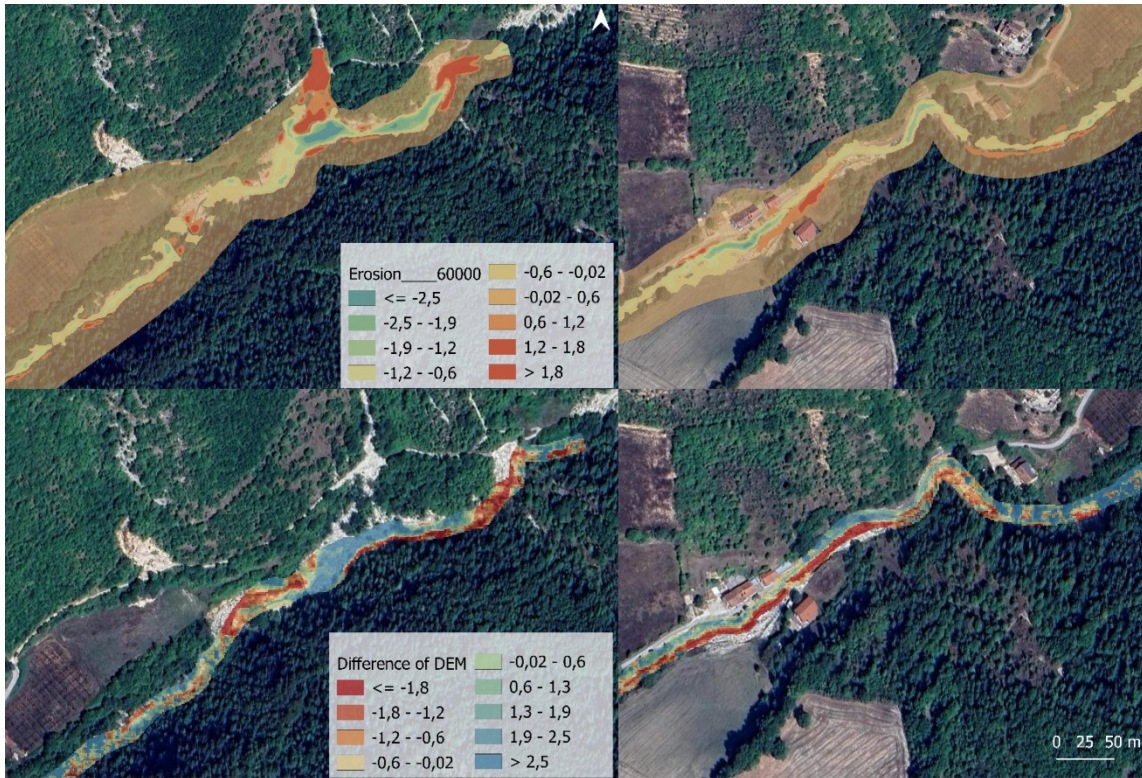 Erosion____60000
<= -2,5
-2,5 - -1,9
-1,9 - -1,2
-1,2 - -0,6
-0,6 - -0,02
-0,02 - 0,6
0,6 - 1,2
1,2 - 1,8
> 1,8
Difference of DEM
<= -1,8
-1,8 - -1,2
-1,2 - -0,6
-0,6 - -0,02
-0,02 - 0,6
0,6 - 1,3
1,3 - 1,9
1,9 - 2,5
> 2,5
0 25 50 m